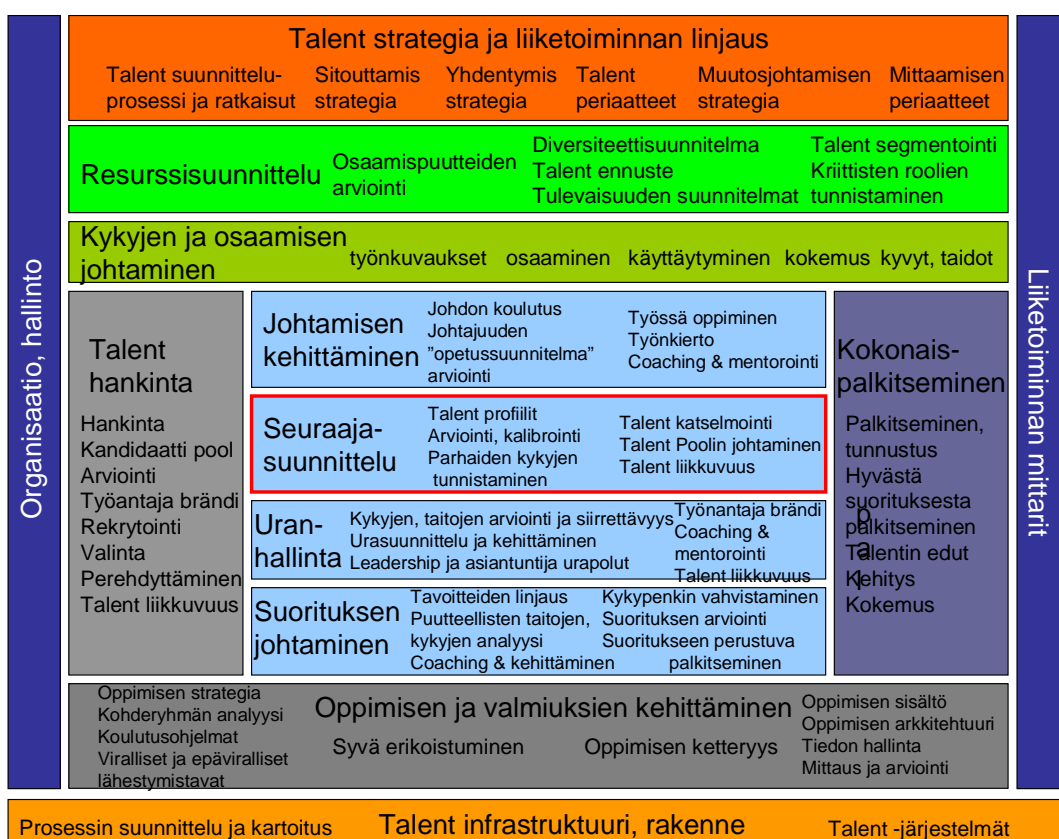 Organisaatio, hallinto
Talent strategia ja liiketoiminnan linjaus
Talent suunnittelu-
prosessi ja ratkaisut
Sitouttamis
strategia
Yhdentymis
strategia
Talent
periaatteet
Muutosjohtamisen
strategia
Mittaamisen
periaatteet
Resurssisuunnittelu
Osaamispuutteiden
arviointi
Diversiteettisuunnitelma
Talent ennuste
Tulevaisuuden suunnitelmat
Talent segmentointi
Kriittisten roolien
tunnistaminen
Kykyjen ja osaamisen
johtaminen
työnkuvaukset osaaminen käyttäytyminen kokemus kyvyt, taidot
Talent
hankinta
Hankinta
Kandidaatti pool
Arviointi
Työantaja brändi
Rekrytointi
Valinta
Perehdyttäminen
Talent liikkuvuus
Johtamisen
kehittäminen
Johdon koulutus
Johtajuuden
"opetussuunnitelma"
arviointi
Työssä oppiminen
Työnkierto
Coaching & mentorointi
Seuraaja-
suunnittelu
Talent profiilit
Arviointi, kalibrointi
Parhaiden kykyjen
tunnistaminen
Talent katselmointi
Talent Poolin johtaminen
Talent liikkuvuus
Uran-
hallinta
Kykyjen, taitojen arviointi ja siirrettävyys
Urasuunnittelu ja kehittäminen
Leadership ja asiantuntija urapolut
Työnantaja brändi
Coaching &
mentorointi
Talent liikkuvuus
Suorituksen
johtaminen
Tavoitteiden linjaus
Puutteellisten taitojen,
kykyjen analyysi
Coaching & kehittäminen
Kykypenkin vahvistaminen
Suorituksen arviointi
Suoritukseen perustuva
palkitseminen
Kokonais-
palkitseminen
Palkitseminen,
tunnustus
Hyvästä
suorituksesta
palkitseminen
Talentin edut
Kehitys
Kokemus
Liiketoiminnan mittarit
Oppimisen strategia
Kohderyhmän analyysi
Koulutusohjelmat
Viralliset ja epäviralliset
lähestymistavat
Oppimisen ja valmiuksien kehittäminen
Syvä erikoistuminen
Oppimisen ketteryys
Oppimisen sisältö
Oppimisen arkkitehtuuri
Tiedon hallinta
Mittaus ja arviointi
Prosessin suunnittelu ja kartoitus
Talent infrastruktuuri, rakenne
Talent -järjestelmät